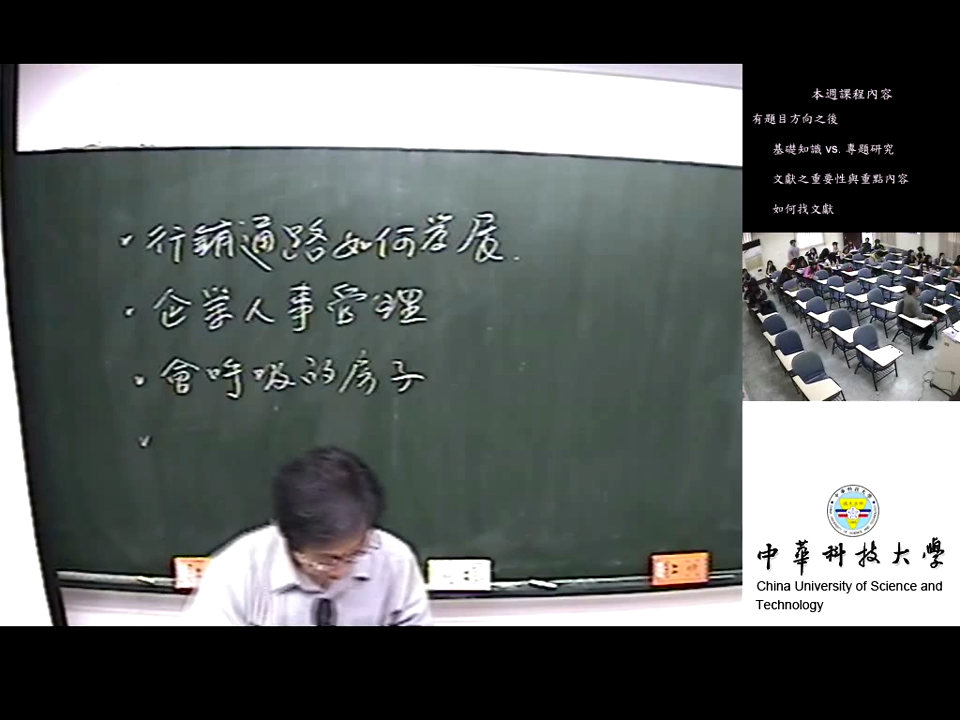 ・行銷通路如何發展.
・企業人事管理
・會呼吸的房子
本週課程內容
有題目方向之後
基礎知識 vs. 專題研究
文獻之重要性與重點內容
如何找文獻
中華科技大學
China University of Science and
Technology